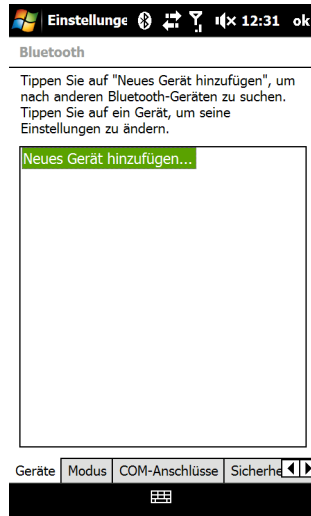 Einstellunge 12:31 ok
Bluetooth
Tippen Sie auf "Neues Gerät hinzufügen", um
nach anderen Bluetooth-Geräten zu suchen.
Tippen Sie auf ein Gerät, um seine
Einstellungen zu ändern.
Neues Gerät hinzufügen...
Geräte Modus COM-Anschlüsse Sicherhe